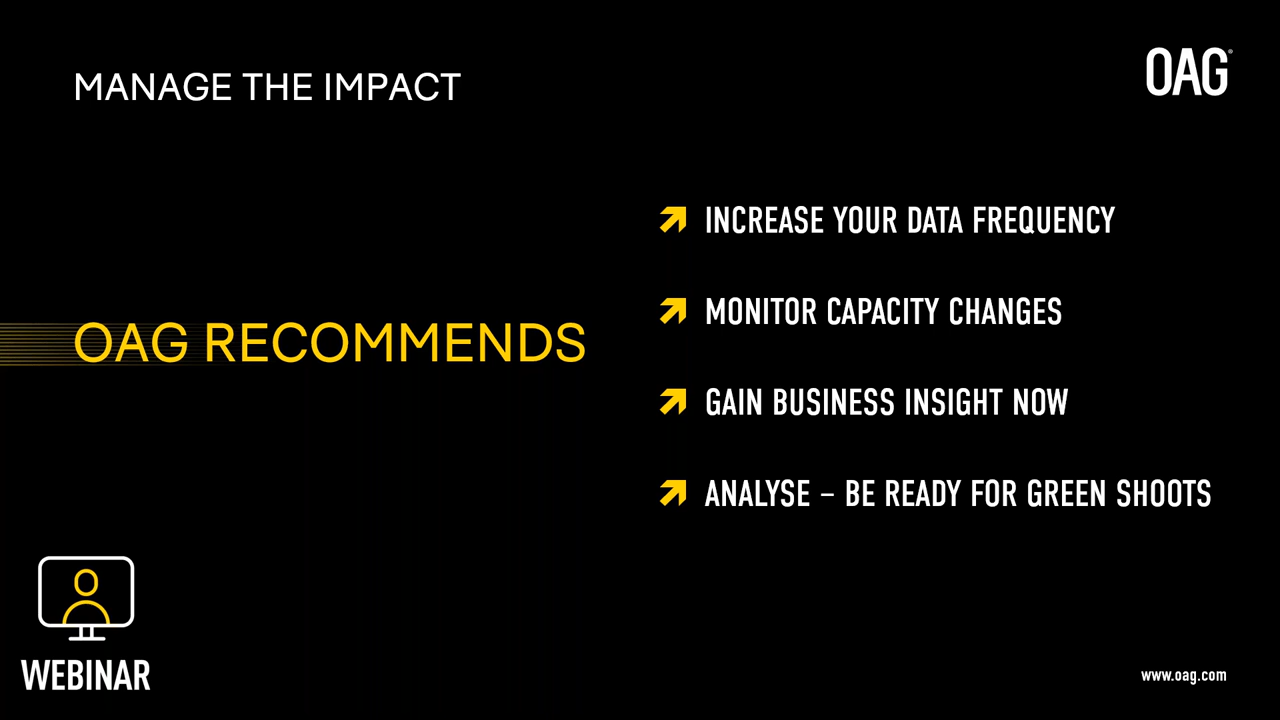 MANAGE THE IMPACT
OAG®
OAG RECOMMENDS
INCREASE YOUR DATA FREQUENCY
MONITOR CAPACITY CHANGES
GAIN BUSINESS INSIGHT NOW
ANALYSE – BE READY FOR GREEN SHOOTS
WEBINAR
www.oag.com